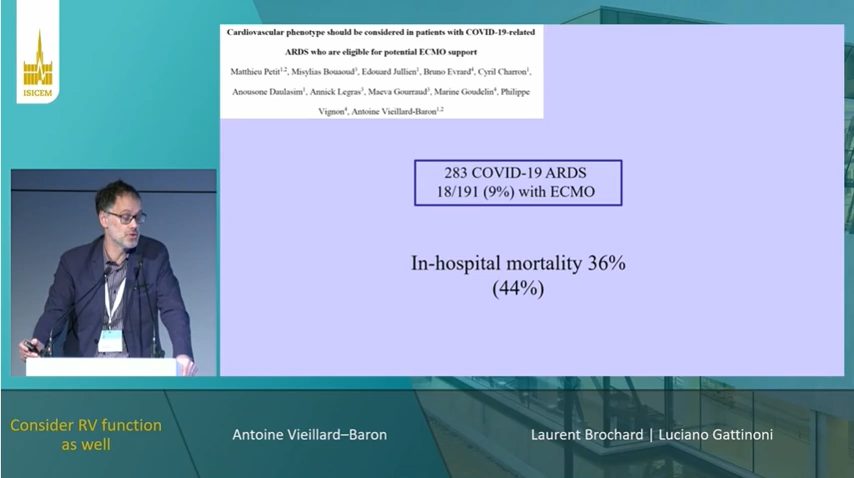 ISICEM
Cardiovascular phenotype should be considered in patients with COVID-19-related
ARDS who are eligible for potential ECMO support
Matthieu Petit1,2, Misylias Bouaoud3, Edouard Jullien1, Bruno Evrard4, Cyril Charron1,
Anousone Daulasim1, Annick Legras3, Maeva Gourraud3, Marine Goudelin4, Philippe
Vignon4, Antoine Vieillard-Baron1,2
283 COVID-19 ARDS
18/191 (9%) with ECMO
In-hospital mortality 36%
(44%)
Consider RV function
as well
Antoine Vieillard–Baron
Laurent Brochard | Luciano Gattinoni